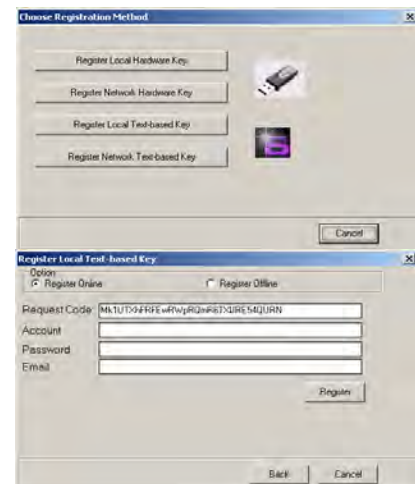 Choose Registration Method
Register Local Hardware Key
Register Network Hardware Key
Register Local Text-based Key
Register Network Text-based Key
Cancel
Register Local Text-based Key
Option
Register Online
Register Offline
Request Code:
Account
Password
Email
Register
Back
Cancel